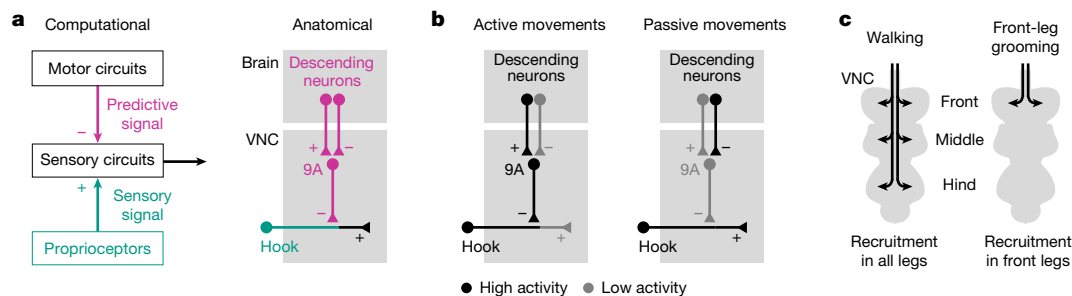 a
Computational
Motor circuits
Predictive
signal
–
Sensory circuits
+
Sensory
signal
Proprioceptors
Anatomical
Brain
Descending
neurons
VNC
+
–
9A
–
Hook
+
b
Active movements
Descending
neurons
+
–
9A
–
Hook
+
Passive movements
Descending
neurons
+
–
9A
–
Hook
+
High activity
Low activity
c
Walking
VNC
Front
Middle
Hind
Recruitment
in all legs
Front-leg
grooming
Recruitment
in front legs